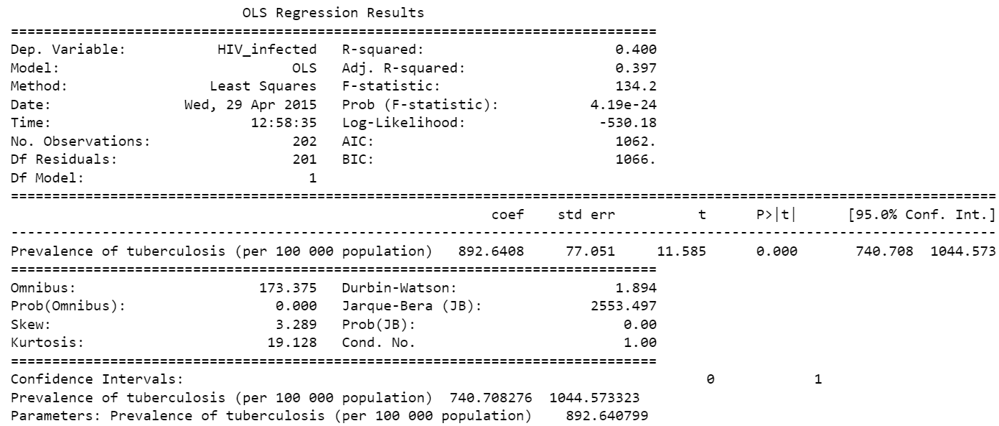 OLS Regression Results
==============================================================================
Dep. Variable: HIV_infected R-squared: 0.400
Model: OLS Adj. R-squared: 0.397
Method: Least Squares F-statistic: 134.2
Date: Wed, 29 Apr 2015 Prob (F-statistic): 4.19e-24
Time: 12:58:35 Log-Likelihood: -530.18
No. Observations: 202 AIC: 1062.
Df Residuals: 201 BIC: 1066.
Df Model: 1
=======================================================================================================================
coef std err t P>|t| [95.0% Conf. Int.]
-----------------------------------------------------------------------------------------------------------------------
Prevalence of tuberculosis (per 100 000 population) 892.6408 77.051 11.585 0.000 740.708 1044.573
==============================================================================
Omnibus: 173.375 Durbin-Watson: 1.894
Prob(Omnibus): 0.000 Jarque-Bera (JB): 2553.497
Skew: 3.289 Prob(JB): 0.00
Kurtosis: 19.128 Cond. No. 1.00
==============================================================================
Confidence Intervals: 0 1
Prevalence of tuberculosis (per 100 000 population) 740.708276 1044.573323
Parameters: Prevalence of tuberculosis (per 100 000 population) 892.640799